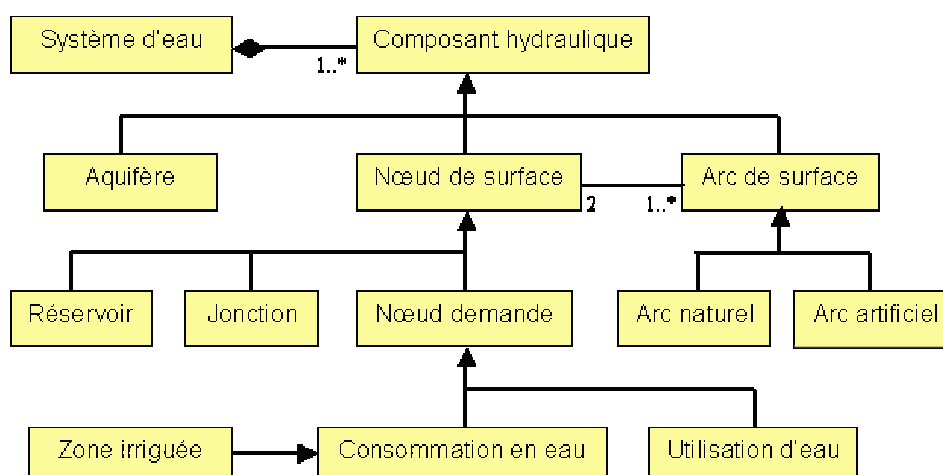 Système d'eau
Composant hydraulique
1..*
Aquifère
Nœud de surface
Arc de surface
2
1..*
Réservoir
Jonction
Nœud demande
Arc naturel
Arc artificiel
Zone irriguée
Consommation en eau
Utilisation d'eau